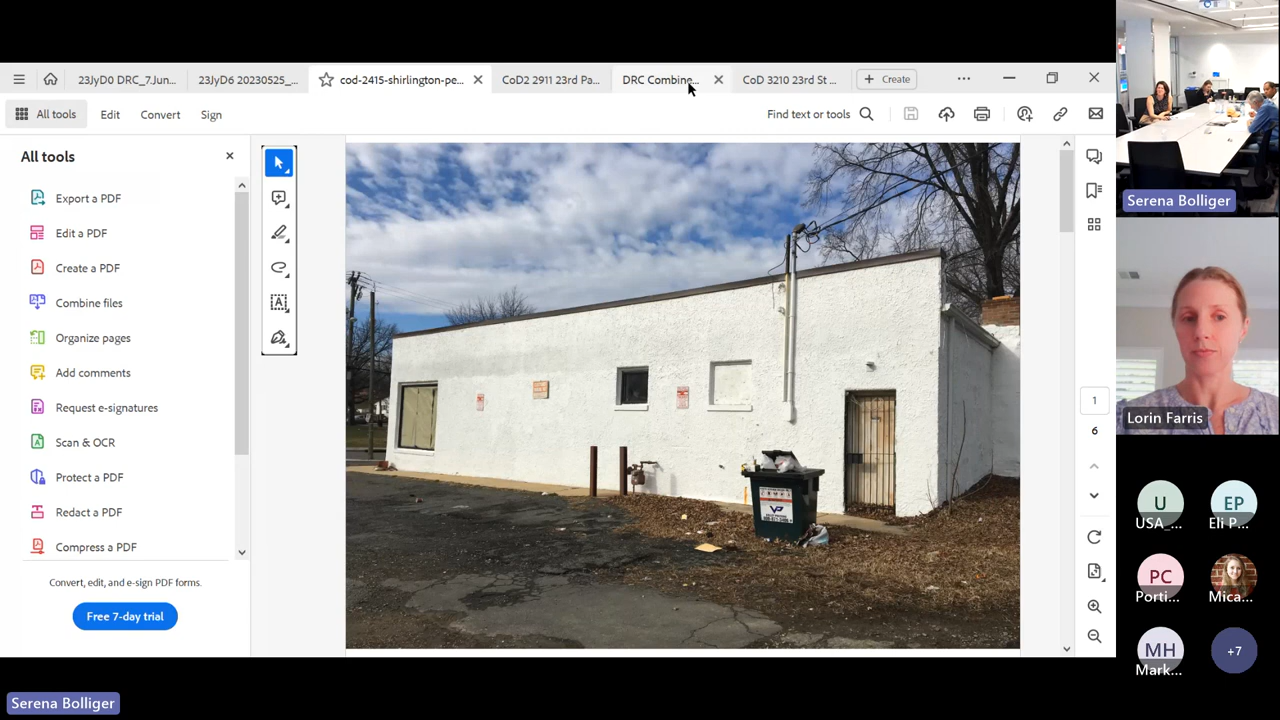 23JyD0 DRC_7.Jun...
23JyD6 20230525_...
cod-2415-shirlington-pe...
CoD2 2911 23rd Pa...
DRC Combine...
CoD 3210 23rd St ...
Create
All tools
Edit
Convert
Sign
Find text or tools
All tools
Export a PDF
Edit a PDF
Create a PDF
Combine files
Organize pages
Add comments
Request e-signatures
Scan & OCR
Protect a PDF
Redact a PDF
Compress a PDF
Convert, edit, and e-sign PDF forms.
Free 7-day trial
1
6
Serena Bolliger
Lorin Farris
U
USA_...
EP
Eli P...
PC
Porti...
Mica...
MH
Mark...
+7
Serena Bolliger